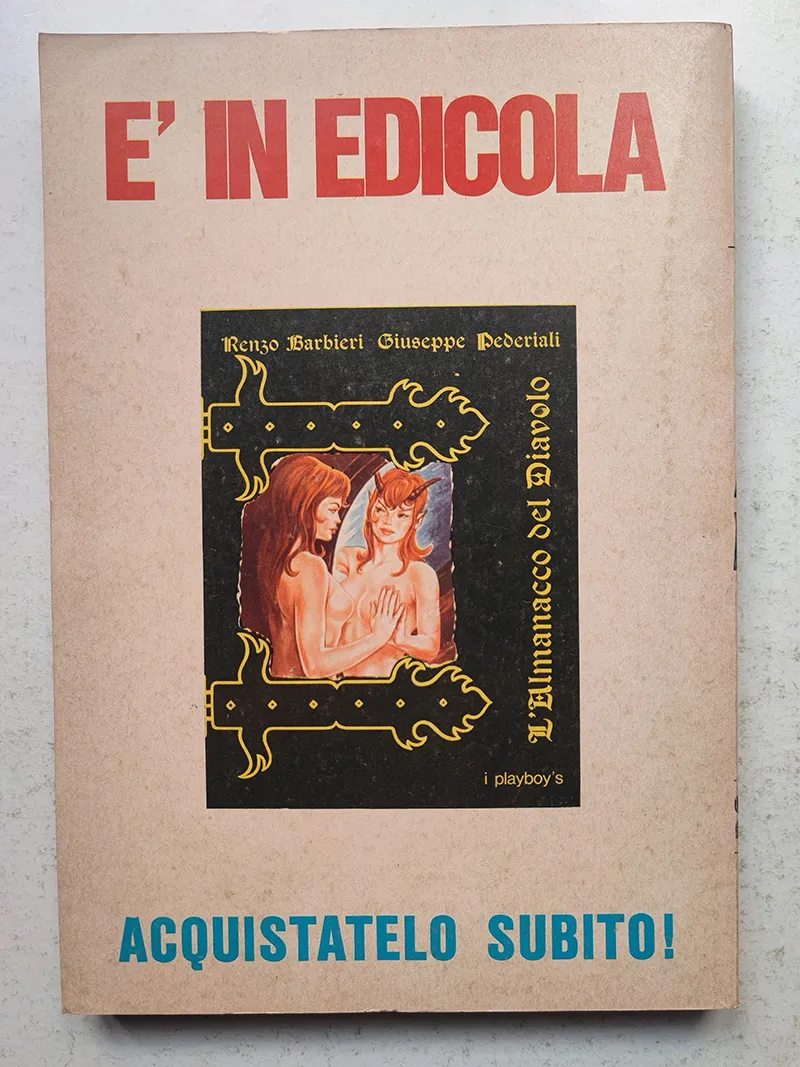 E' IN EDICOLA
Renzo Barbieri Giuseppe Pederiali
L'Almanacco del Diavolo
i playboy's
ACQUISTATELO SUBITO!